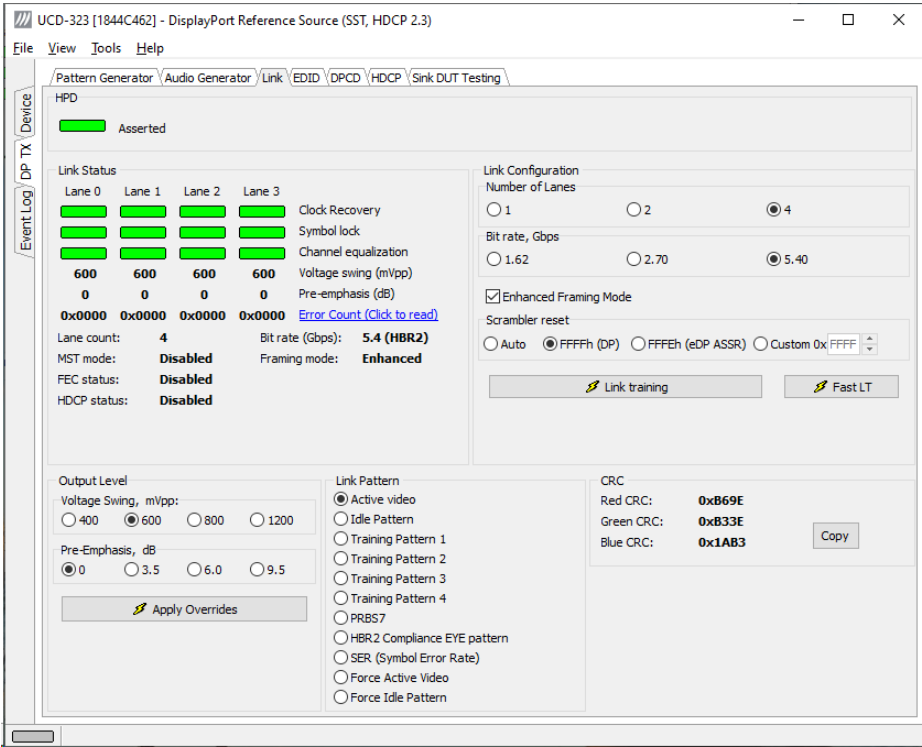 UCD-323 [1844C462] - DisplayPort Reference Source (SST, HDCP 2.3)
File View Tools Help
Pattern Generator Audio Generator Link EDID DPCD HDCP Sink DUT Testing
Device
DP TX
Event Log
HPD
Asserted
Link Status
Lane 0 Lane 1 Lane 2 Lane 3
Clock Recovery
Symbol lock
Channel equalization
600 600 600 600 Voltage swing (mVpp)
0 0 0 0 Pre-emphasis (dB)
0x0000 0x0000 0x0000 0x0000 Error Count (Click to read)
Lane count: 4 Bit rate (Gbps): 5.4 (HBR2)
MST mode: Disabled Framing mode: Enhanced
FEC status: Disabled
HDCP status: Disabled
Link Configuration
Number of Lanes
1 2 4
Bit rate, Gbps
1.62 2.70 5.40
Enhanced Framing Mode
Scrambler reset
Auto FFFFh (DP) FFFEh (eDP ASSR) Custom 0x FFFF
Link training Fast LT
Output Level
Voltage Swing, mVpp:
400 600 800 1200
Pre-Emphasis, dB
0 3.5 6.0 9.5
Apply Overrides
Link Pattern
Active video
Idle Pattern
Training Pattern 1
Training Pattern 2
Training Pattern 3
Training Pattern 4
PRBS7
HBR2 Compliance EYE pattern
SER (Symbol Error Rate)
Force Active Video
Force Idle Pattern
CRC
Red CRC: 0xB69E
Green CRC: 0xB33E
Blue CRC: 0x1AB3
Copy